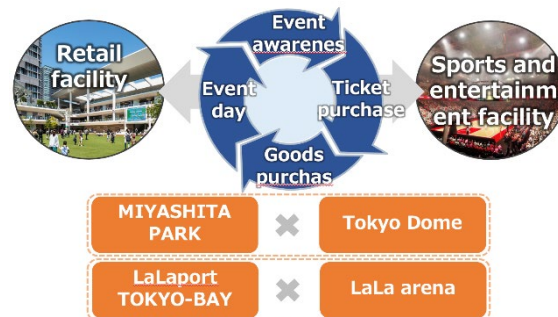 Retail
facility
Event
awarenes
Ticket
purchase
Goods
purchas
Event
day
Sports and
entertainm
ent facility
MIYASHITA
PARK
Tokyo Dome
LaLaport
TOKYO-BAY
LaLa arena